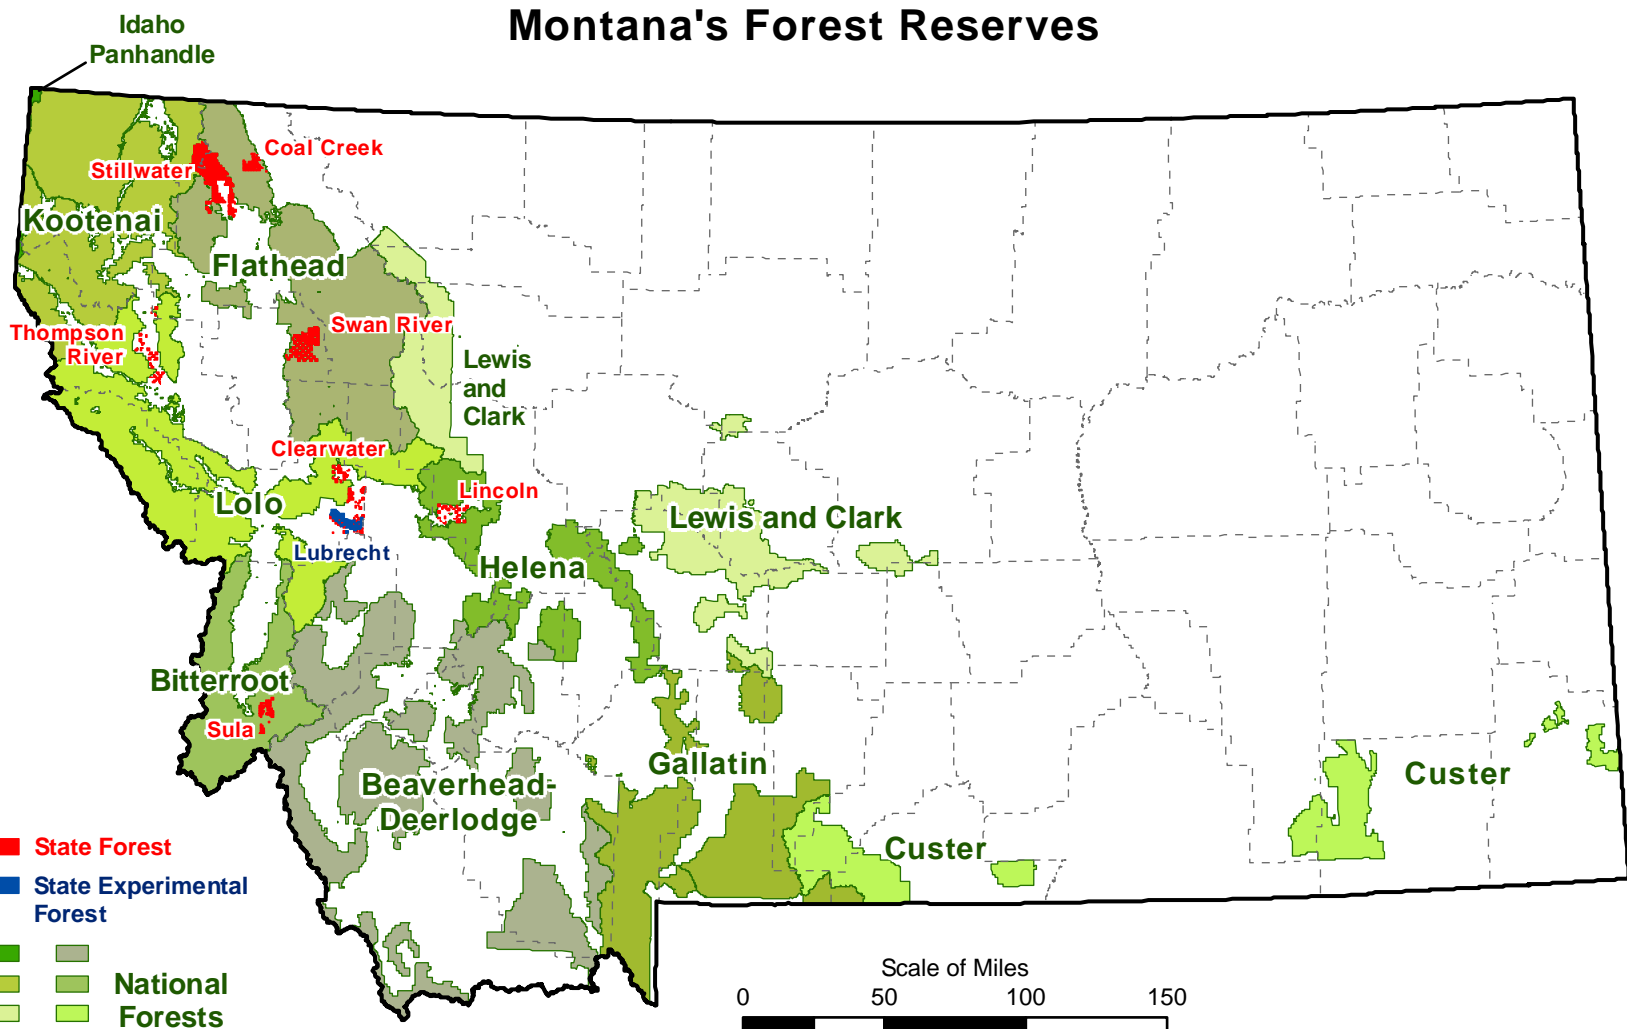 Montana's Forest Reserves
Idaho
Panhandle
Coal Creek
Stillwater
Kootenai
Flathead
Swan River
Thompson
River
Lewis
and
Clark
Clearwater
Lincoln
Lolo
Lewis and Clark
Lubrecht
Helena
Bitterroot
Sula
Gallatin
Beaverhead-
Deerlodge
Custer
Custer
State Forest
State Experimental
Forest
National
Forests
Scale of Miles
0 50 100 150